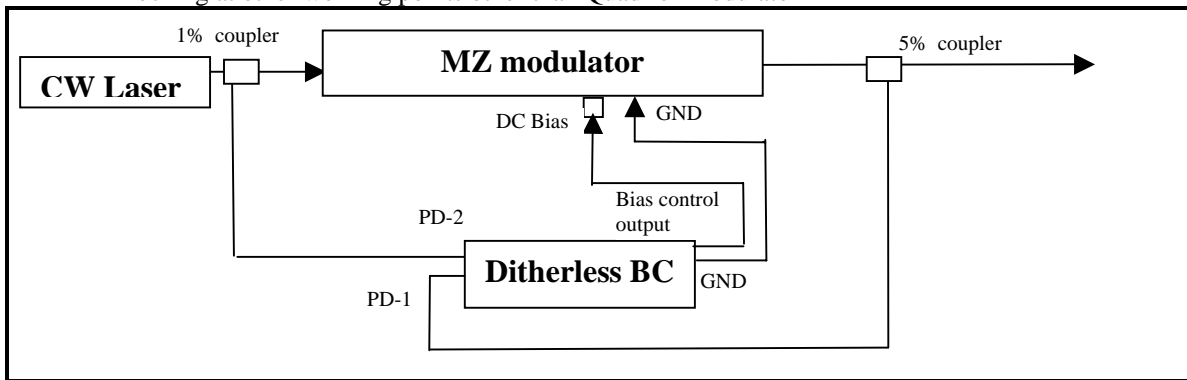 1% coupler
5% coupler
CW Laser
MZ modulator
DC Bias
GND
Bias control
output
PD-2
Ditherless BC
GND
PD-1